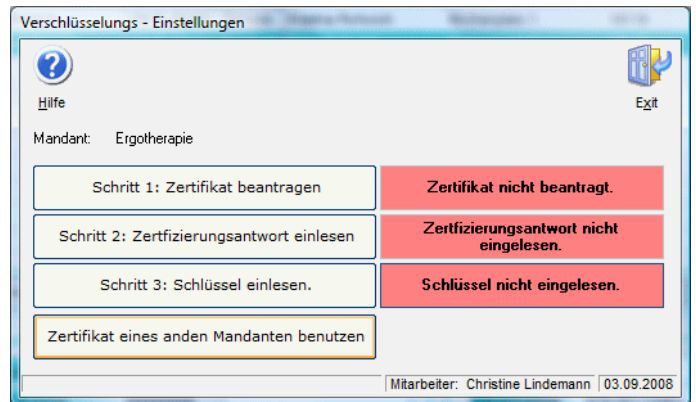 Verschlüsselungs - Einstellungen
Hilfe
Exit
Mandant: Ergotherapie
Schritt 1: Zertifikat beantragen
Zertifikat nicht beantragt.
Schritt 2: Zertfizierungsantwort einlesen
Zertfizierungsantwort nicht
eingelesen.
Schritt 3: Schlüssel einlesen.
Schlüssel nicht eingelesen.
Zertifikat eines anden Mandanten benutzen
Mitarbeiter: Christine Lindemann 03.09.2008